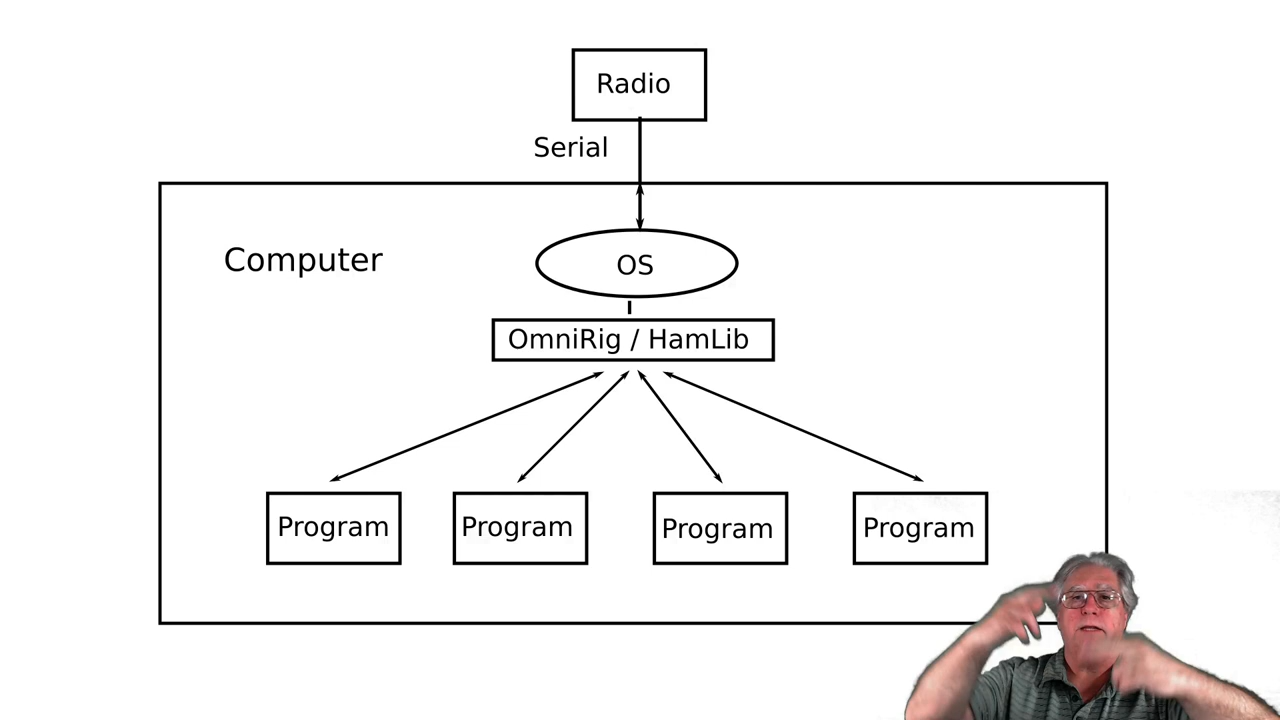 Radio
Serial
Computer
OS
OmniRig / HamLib
Program
Program
Program
Program